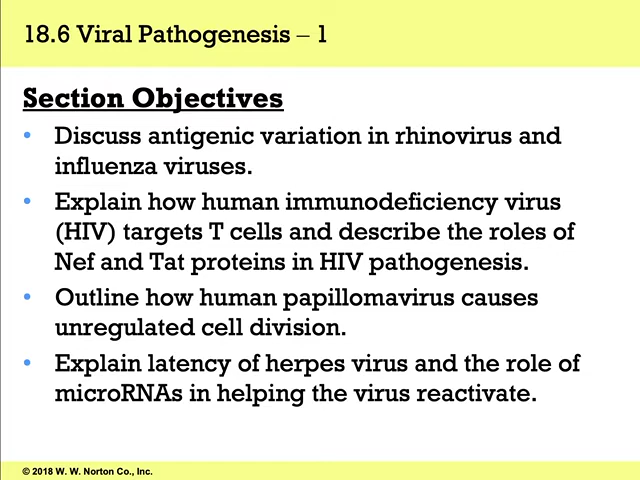 18.6 Viral Pathogenesis – 1
Section Objectives
• Discuss antigenic variation in rhinovirus and
influenza viruses.
• Explain how human immunodeficiency virus
(HIV) targets T cells and describe the roles of
Nef and Tat proteins in HIV pathogenesis.
• Outline how human papillomavirus causes
unregulated cell division.
• Explain latency of herpes virus and the role of
microRNAs in helping the virus reactivate.
© 2018 W. W. Norton Co., Inc.